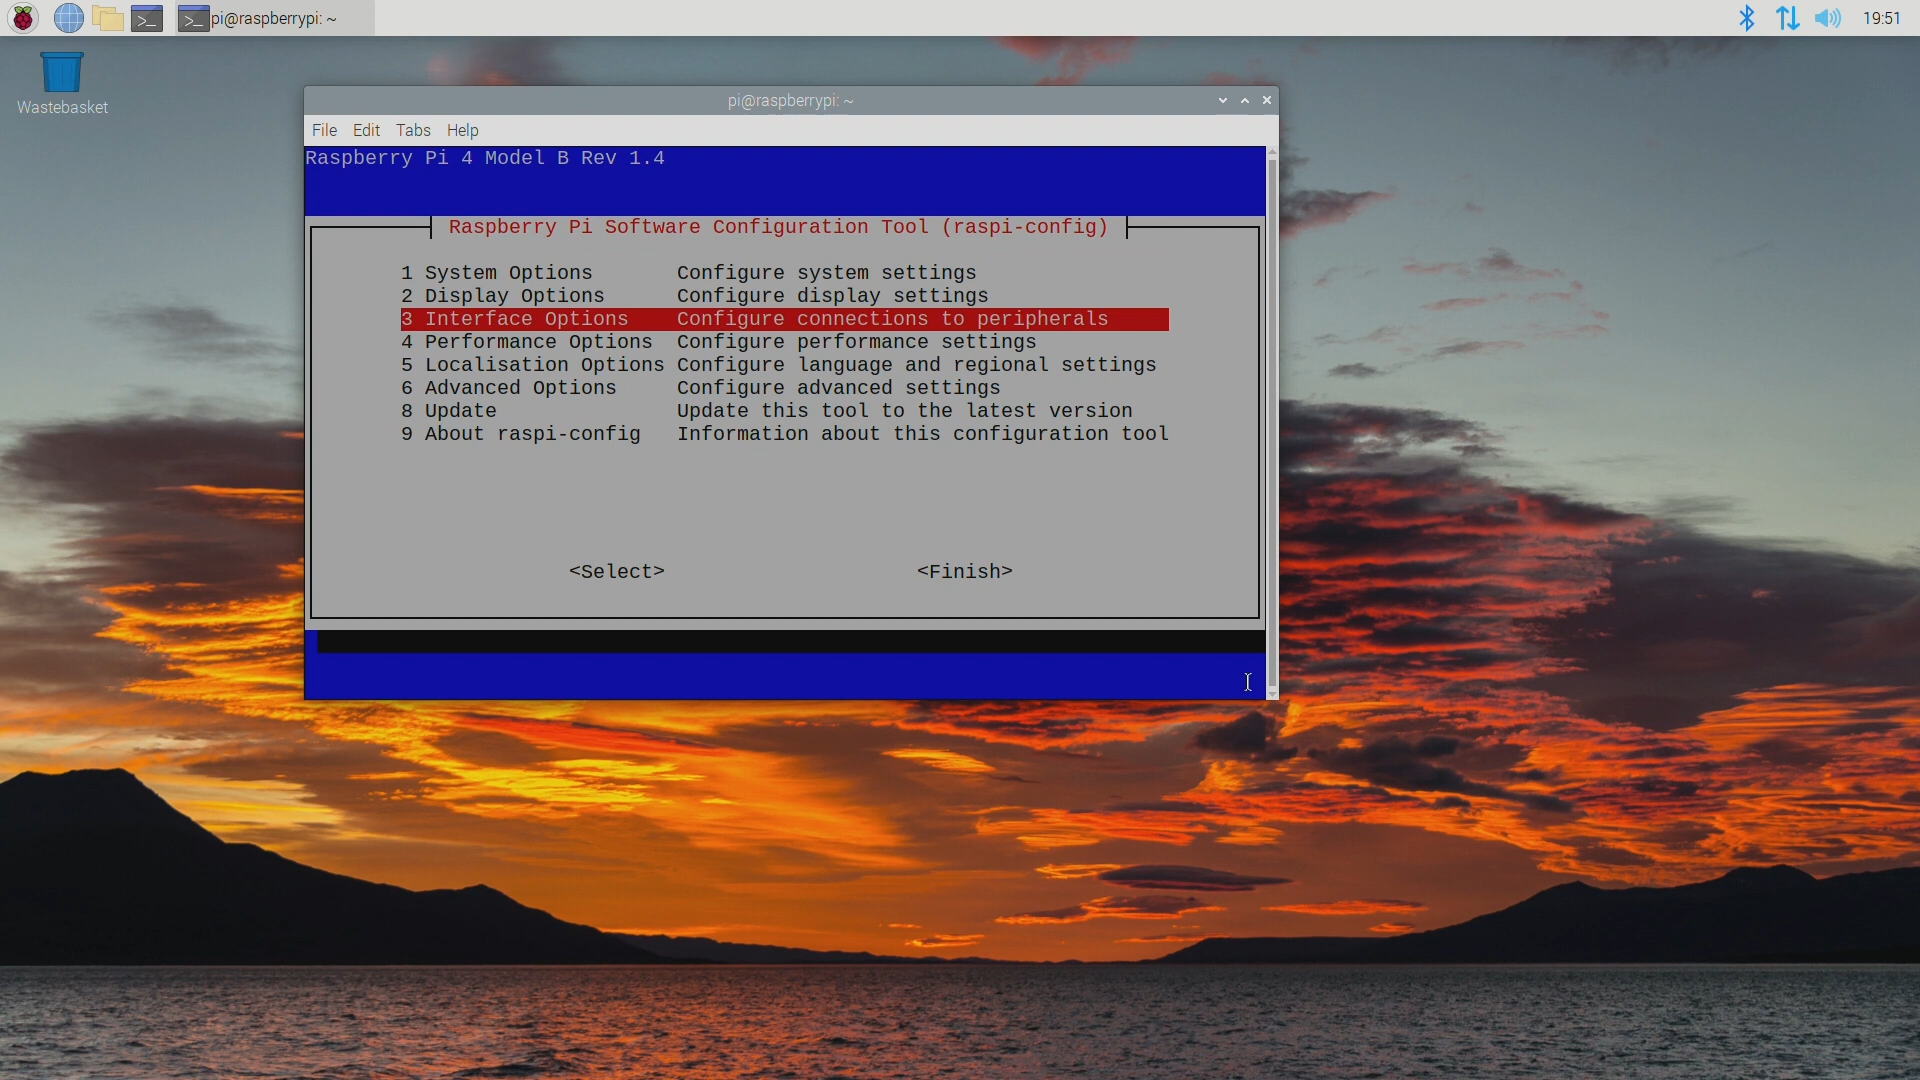 pi@raspberrypi: ~
19:51
Wastebasket
pi@raspberrypi: ~
File Edit Tabs Help
Raspberry Pi 4 Model B Rev 1.4
Raspberry Pi Software Configuration Tool (raspi-config)
1 System Options Configure system settings
2 Display Options Configure display settings
3 Interface Options Configure connections to peripherals
4 Performance Options Configure performance settings
5 Localisation Options Configure language and regional settings
6 Advanced Options Configure advanced settings
8 Update Update this tool to the latest version
9 About raspi-config Information about this configuration tool
<Select> <Finish>